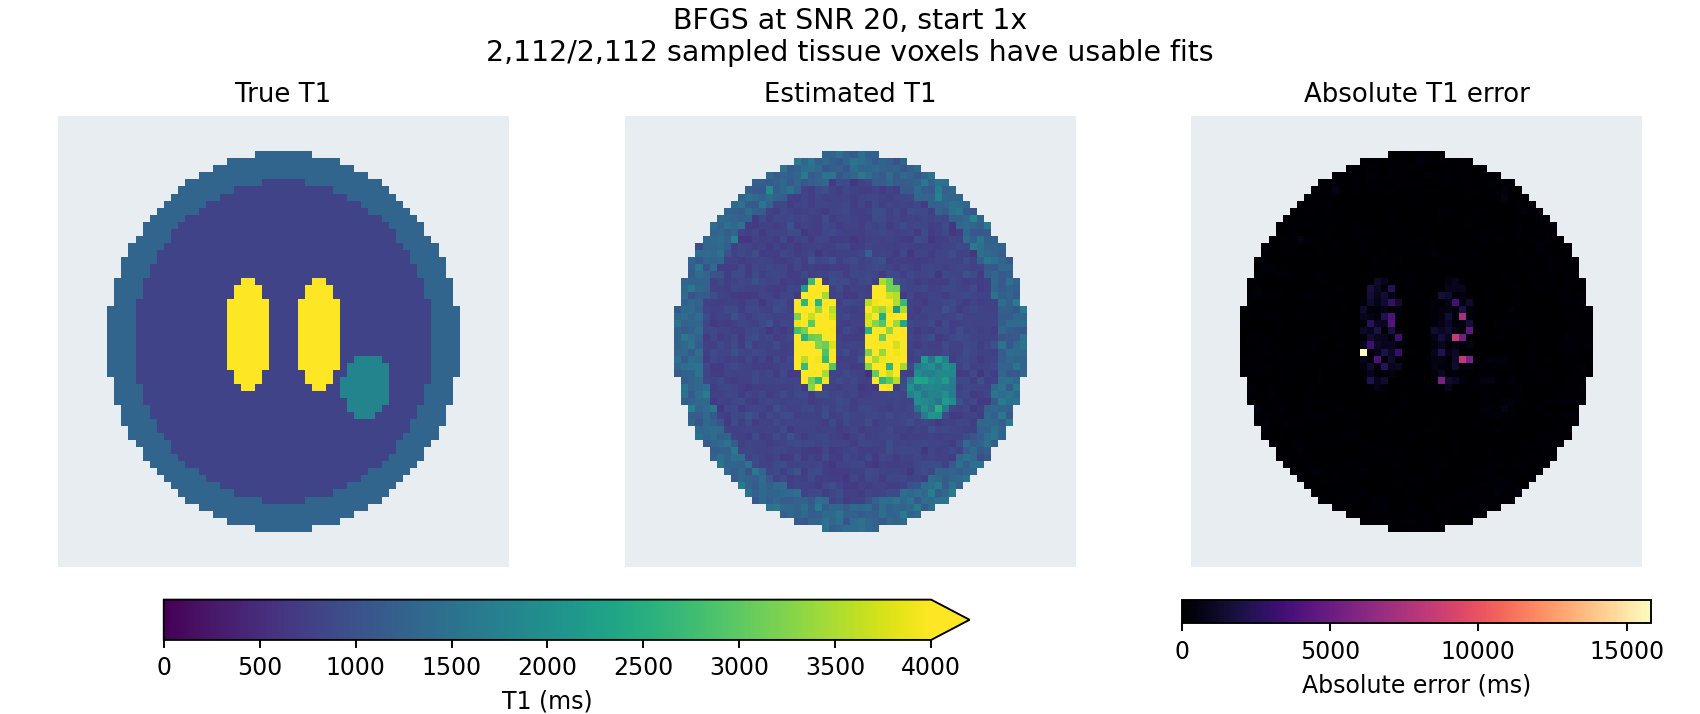 BFGS at SNR 20, start 1x
2,112/2,112 sampled tissue voxels have usable fits
True T1
Estimated T1
Absolute T1 error
0 500 1000 1500 2000 2500 3000 3500 4000
T1 (ms)
0 5000 10000 15000
Absolute error (ms)